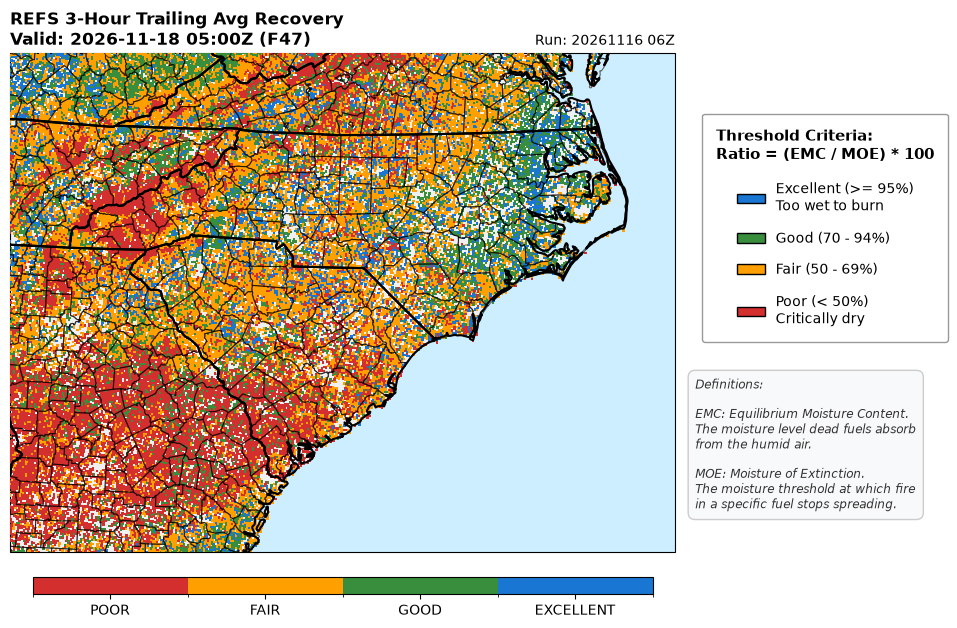 REFS 3-Hour Trailing Avg Recovery
Valid: 2026-11-18 05:00Z (F47)
Run: 20261116 06Z
Threshold Criteria:
Ratio = (EMC / MOE) * 100
Excellent (>= 95%)
Too wet to burn
Good (70 - 94%)
Fair (50 - 69%)
Poor (< 50%)
Critically dry
Definitions:
EMC: Equilibrium Moisture Content.
The moisture level dead fuels absorb
from the humid air.
MOE: Moisture of Extinction.
The moisture threshold at which fire
in a specific fuel stops spreading.
POOR
FAIR
GOOD
EXCELLENT